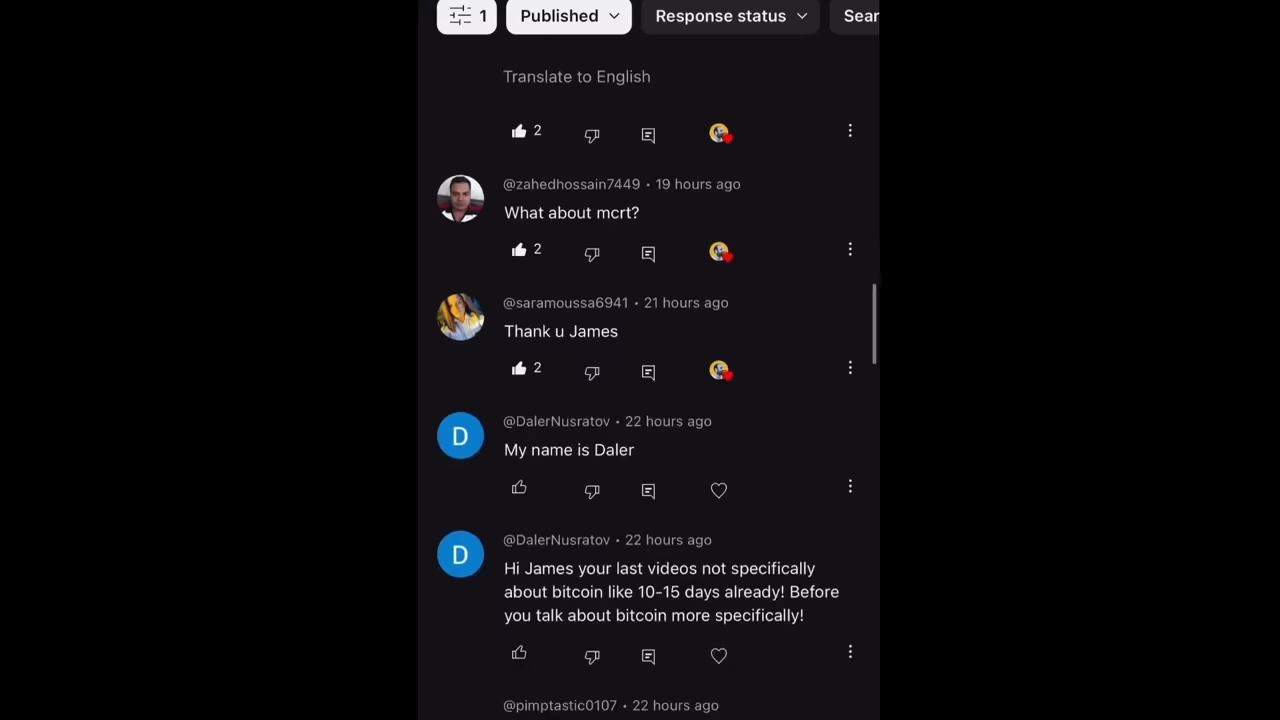 1 Published Response status Sear
Translate to English
2
@zahedhossain7449 • 19 hours ago
What about mcrt?
2
@saramoussa6941 • 21 hours ago
Thank u James
2
D @DalerNusratov • 22 hours ago
My name is Daler
D @DalerNusratov • 22 hours ago
Hi James your last videos not specifically
about bitcoin like 10-15 days already! Before
you talk about bitcoin more specifically!
@pimptastic0107 • 22 hours ago